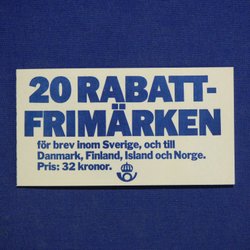 20 RABATT-
FRIMÄRKEN
för brev inom Sverige, och till
Danmark, Finland, Island och Norge.
Pris: 32 kronor.